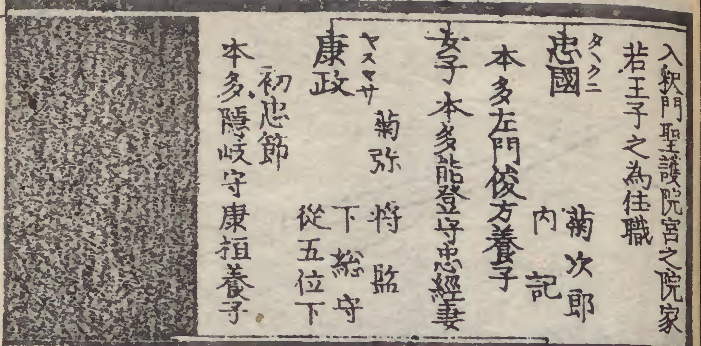 入釈門聖護院宮之院家
若王子之為住職
タヽクニ
忠國
菊次郎
内記
本多左門俊方養子
女子 本多能登守忠經妻
ヤスマサ
康政
菊弥 将監
下総守
従五位下
初忠節
本多隠岐守康桓養子